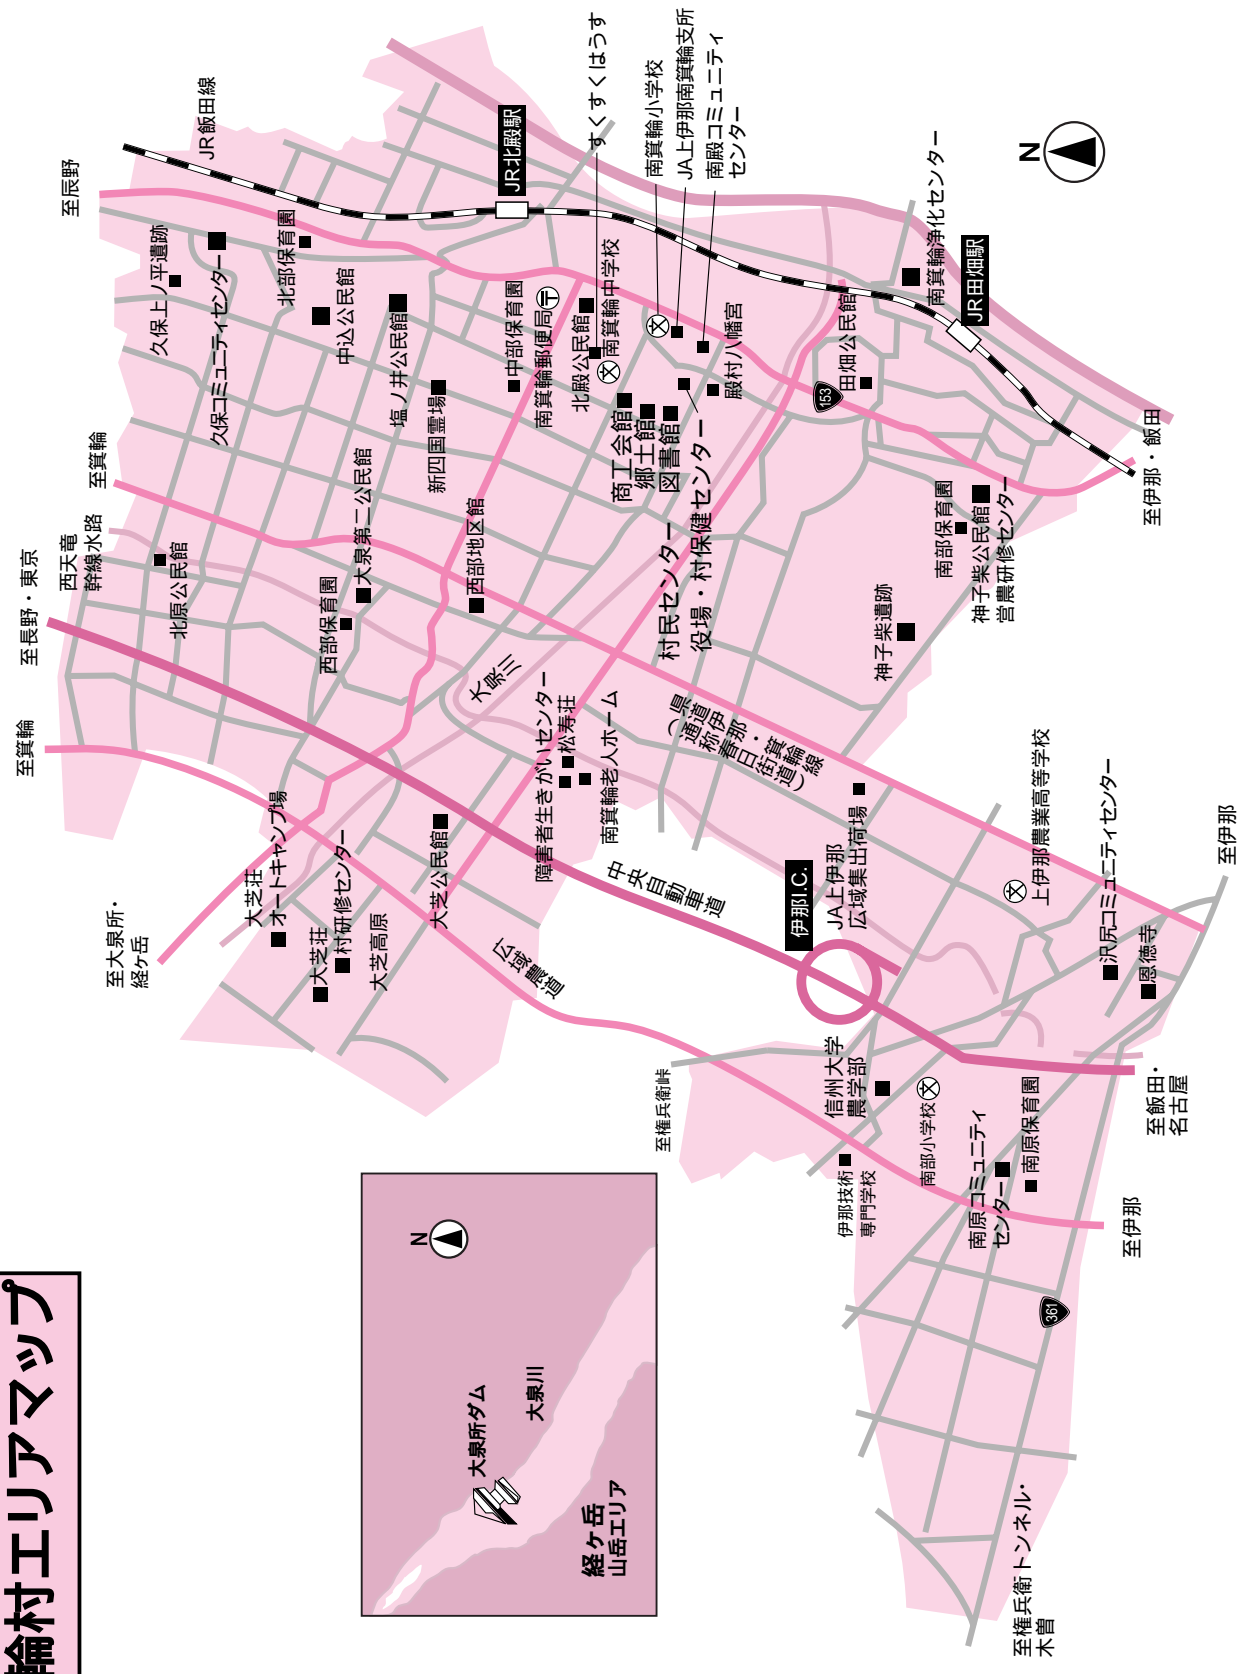 輪村エリアマップ
至辰野
JR飯田線
久保上ノ平遺跡
久保コミュニティセンター
北部保育園
中込公民館
塩ノ井公民館
新四国霊場
JR北殿駅
中部保育園
南箕輪郵便局
北殿公民館
すくすくはうす
南箕輪中学校
南箕輪小学校
JA上伊那南箕輪支所
南殿コミュニティ
センター
殿村八幡宮
商工会館
郷土館
図書館
村民センター
役場・村保健センター
153
田畑公民館
南箕輪浄化センター
JR田畑駅
N
至伊那・飯田
南部保育園
神子柴公民館
営農研修センター
神子柴遺跡
至箕輪
西天竜
幹線水路
北原公民館
大泉第二公民館
西部保育園
西部地区館
至長野・東京
至箕輪
大泉川
障害者生きがいセンター
松寿荘
南箕輪老人ホーム
県道伊那・箕輪線
(通称春日街道)
大芝荘
オートキャンプ場
村研修センター
大芝荘
大芝高原
大芝公民館
至大泉所・
経ヶ岳
中央自動車道
広域農道
伊那I.C.
JA上伊那
広域集出荷場
上伊那農業高等学校
沢尻コミュニティセンター
恩徳寺
至伊那
至権兵衛峠
信州大学
農学部
南部小学校
伊那技術
専門学校
南原コミュニティ
センター
南原保育園
至飯田・
名古屋
至伊那
361
至権兵衛トンネル・
木曽
N
大泉所ダム
大泉川
経ヶ岳
山岳エリア